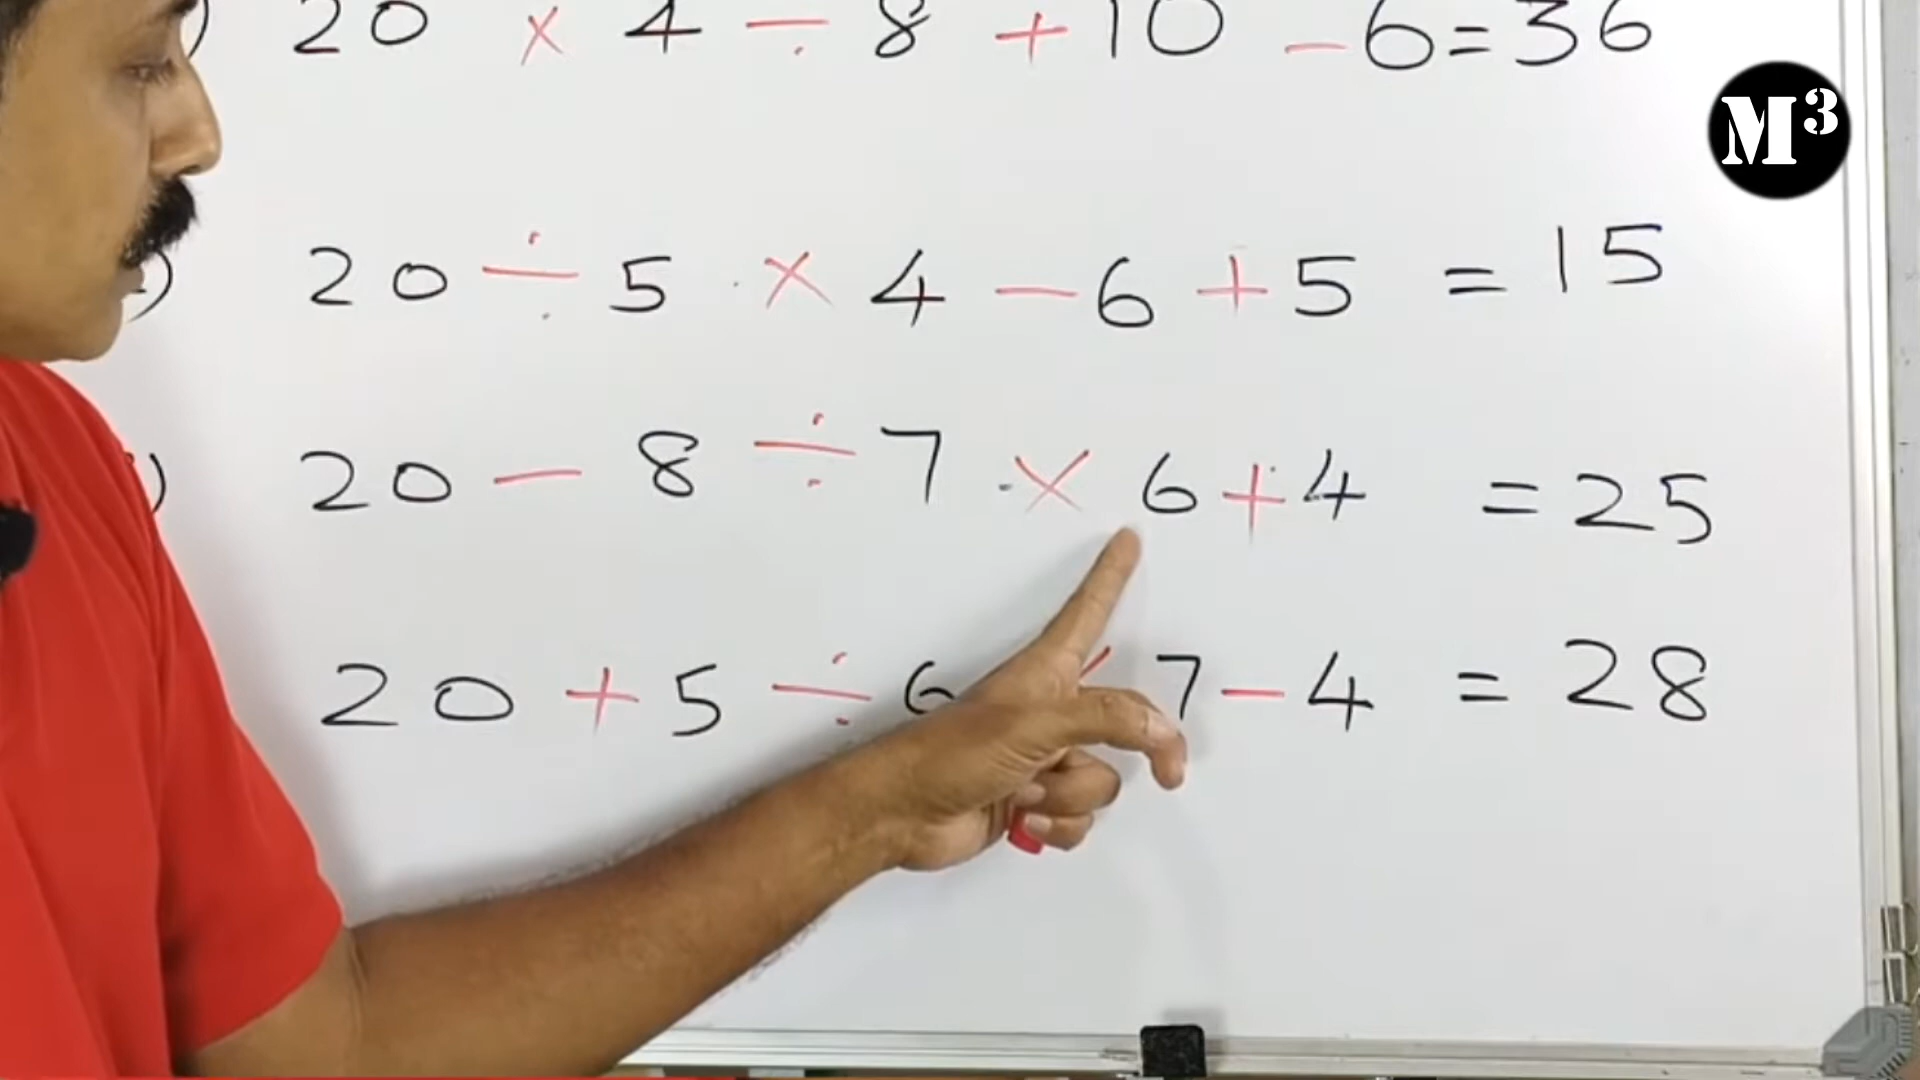 ) 20 × 4 ÷ 8 + 10 - 6 = 36
M³
) 20 ÷ 5 × 4 - 6 + 5 = 15
) 20 - 8 ÷ 7 × 6 + 4 = 25
20 + 5 ÷ 6 7 - 4 = 28